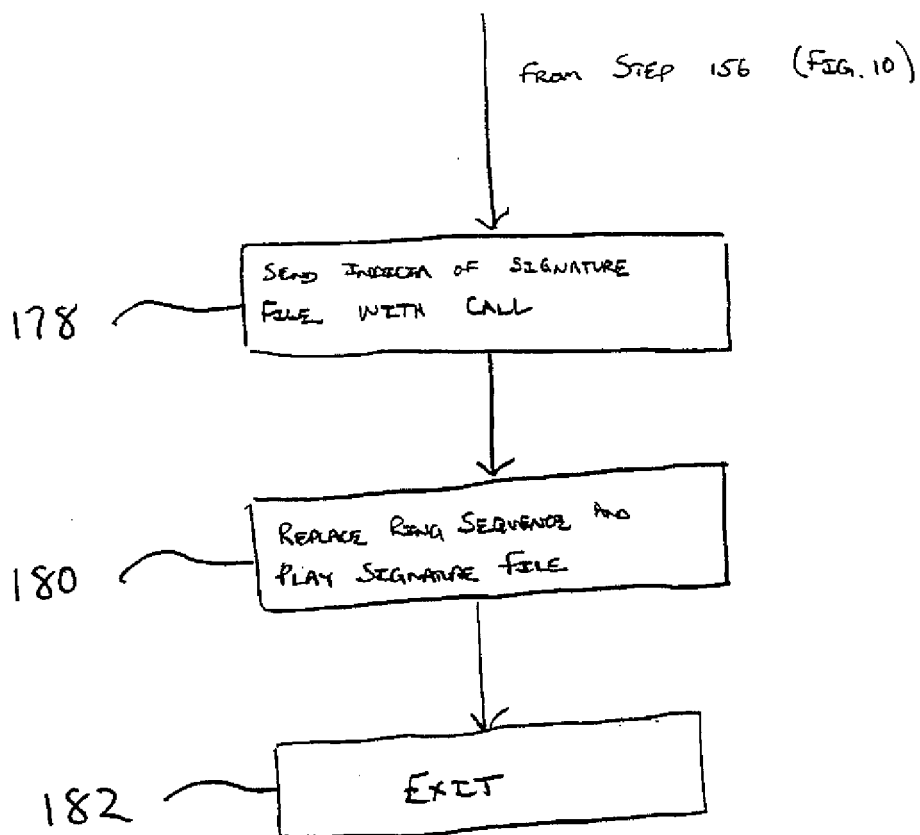 FROM STEP 156 (FIG. 10)
SEND INDICIA OF SIGNATURE
FILE WITH CALL
178
REPLACE RING SEQUENCE AND
PLAY SIGNATURE FILE
180
EXIT
182